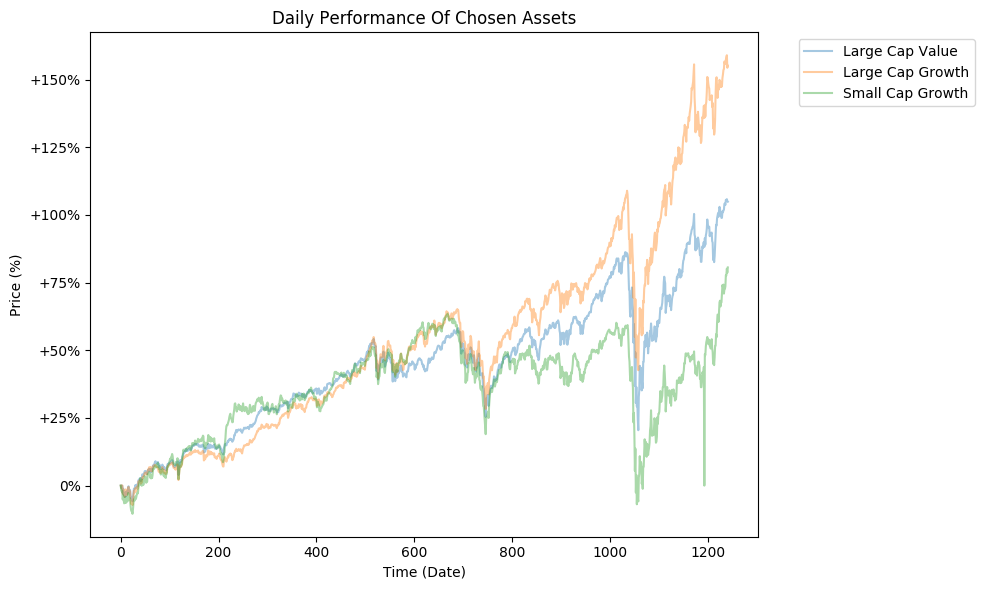 Daily Performance Of Chosen Assets
Large Cap Value
Large Cap Growth
Small Cap Growth
Price (%)
+150%
+125%
+100%
+75%
+50%
+25%
0%
0 200 400 600 800 1000 1200
Time (Date)